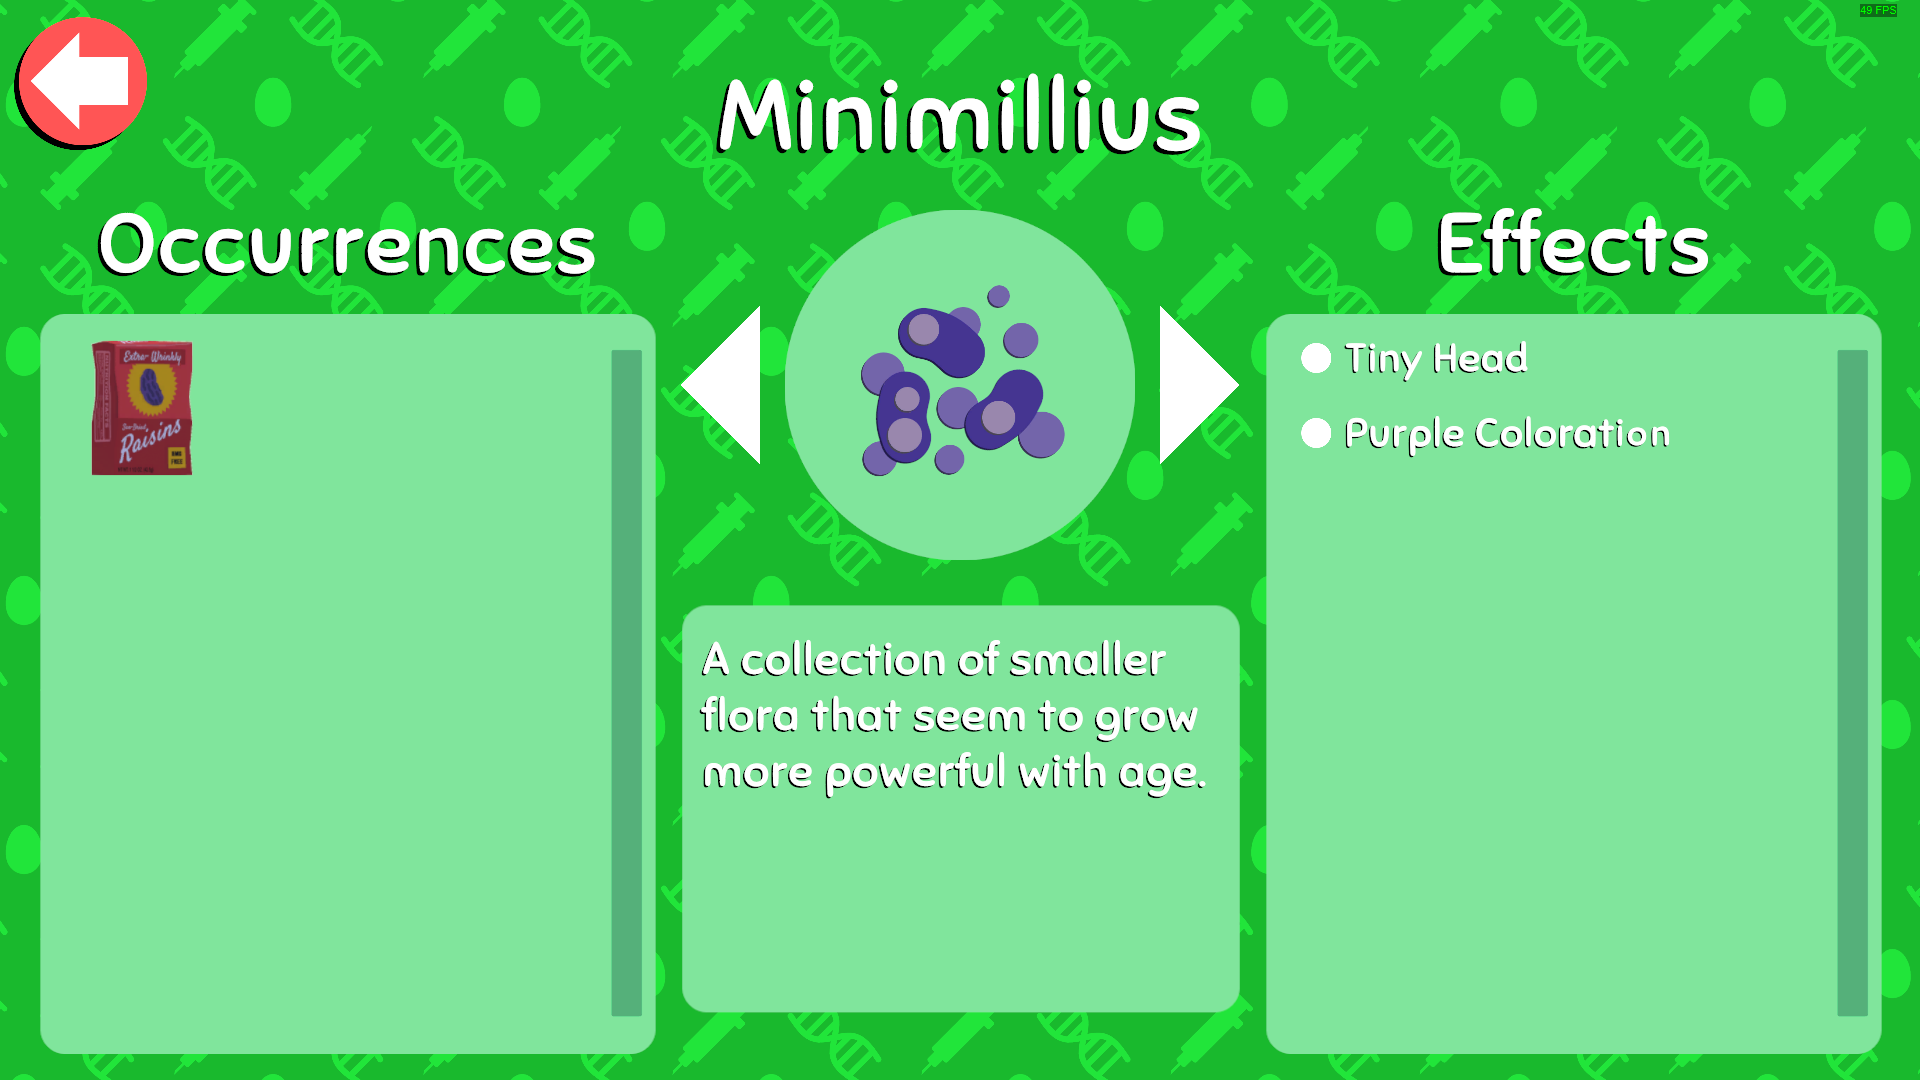 49 FPS
Minimillius
Occurrences
Effects
Extra-Wrinkly
Raisins
Tiny Head
Purple Coloration
A collection of smaller
flora that seem to grow
more powerful with age.